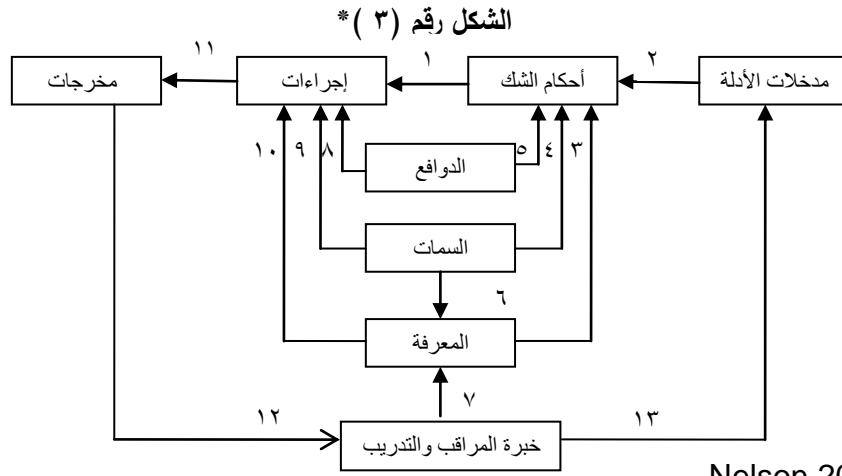 الشكل رقم (٣ )*
١١ ١ ٢
مدخلات الأدلة أحكام الشك إجراءات مخرجات
١٠ ٩ ٨ ٥ ٤ ٣
الدوافع
السمات
٦
المعرفة
٧
١٢ ١٣
خبرة المراقب والتدريب
Nelson